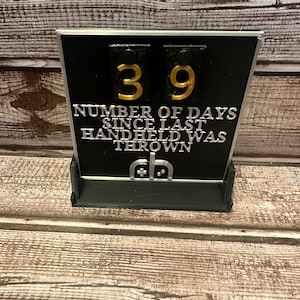 39
NUMBER OF DAYS
SINCE LAST
HANDHELD WAS
THROWN